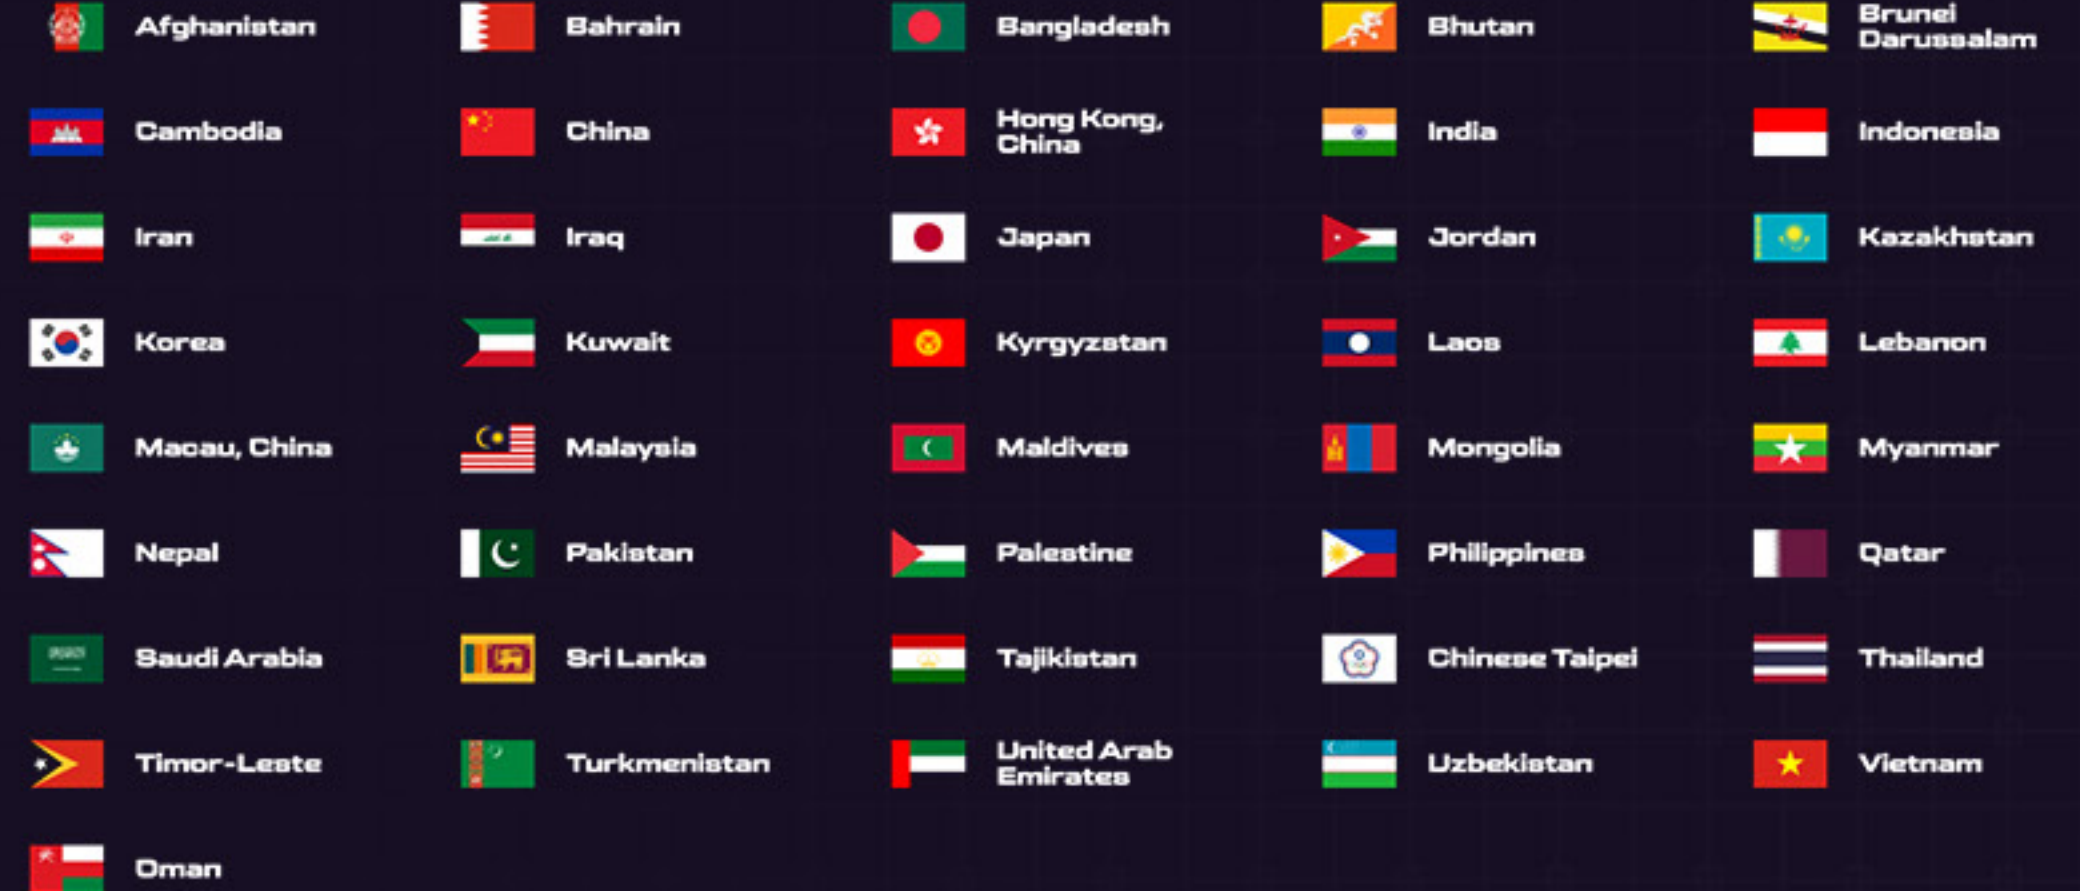 Afghanistan
Bahrain
Bangladesh
Bhutan
Brunei
Darussalam
Cambodia
China
Hong Kong,
China
India
Indonesia
Iran
Iraq
Japan
Jordan
Kazakhstan
Korea
Kuwait
Kyrgyzstan
Laos
Lebanon
Macau, China
Malaysia
Maldives
Mongolia
Myanmar
Nepal
Pakistan
Palestine
Philippines
Qatar
Saudi Arabia
Sri Lanka
Tajikistan
Chinese Taipei
Thailand
Timor-Leste
Turkmenistan
United Arab
Emirates
Uzbekistan
Vietnam
Oman